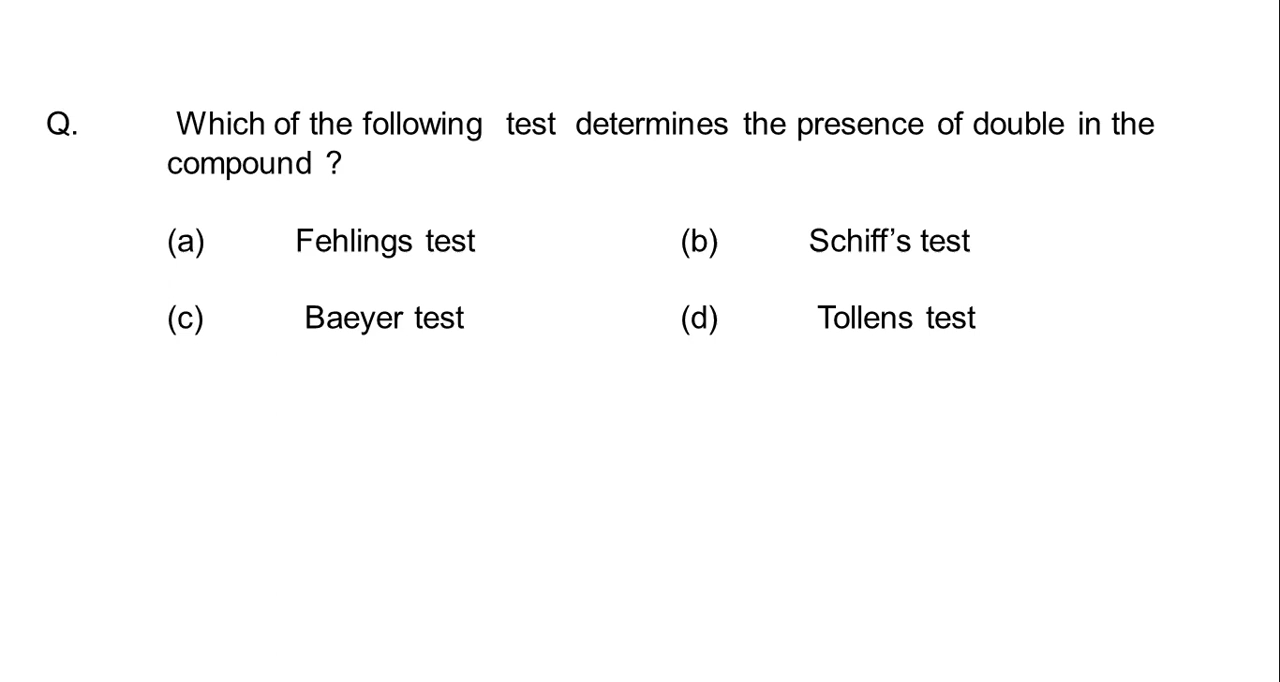 Q. Which of the following test determines the presence of double in the
compound ?
(a) Fehlings test (b) Schiff’s test
(c) Baeyer test (d) Tollens test